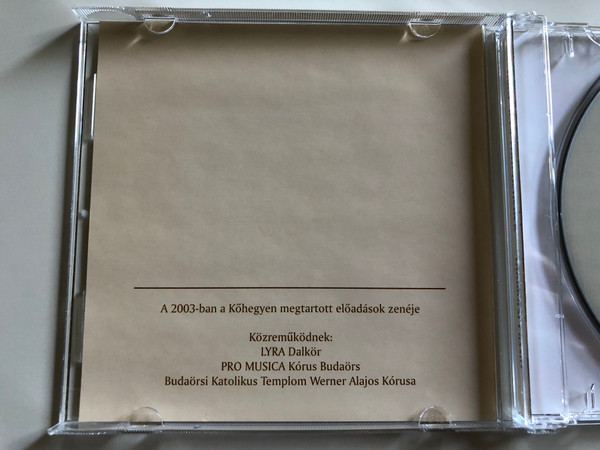 A 2003-ban a Kőhegyen megtartott előadások zenéje
Közreműködnek:
LYRA Dalkör
PRO MUSICA Kórus Budaörs
Budaörsi Katolikus Templom Werner Alajos Kórusa